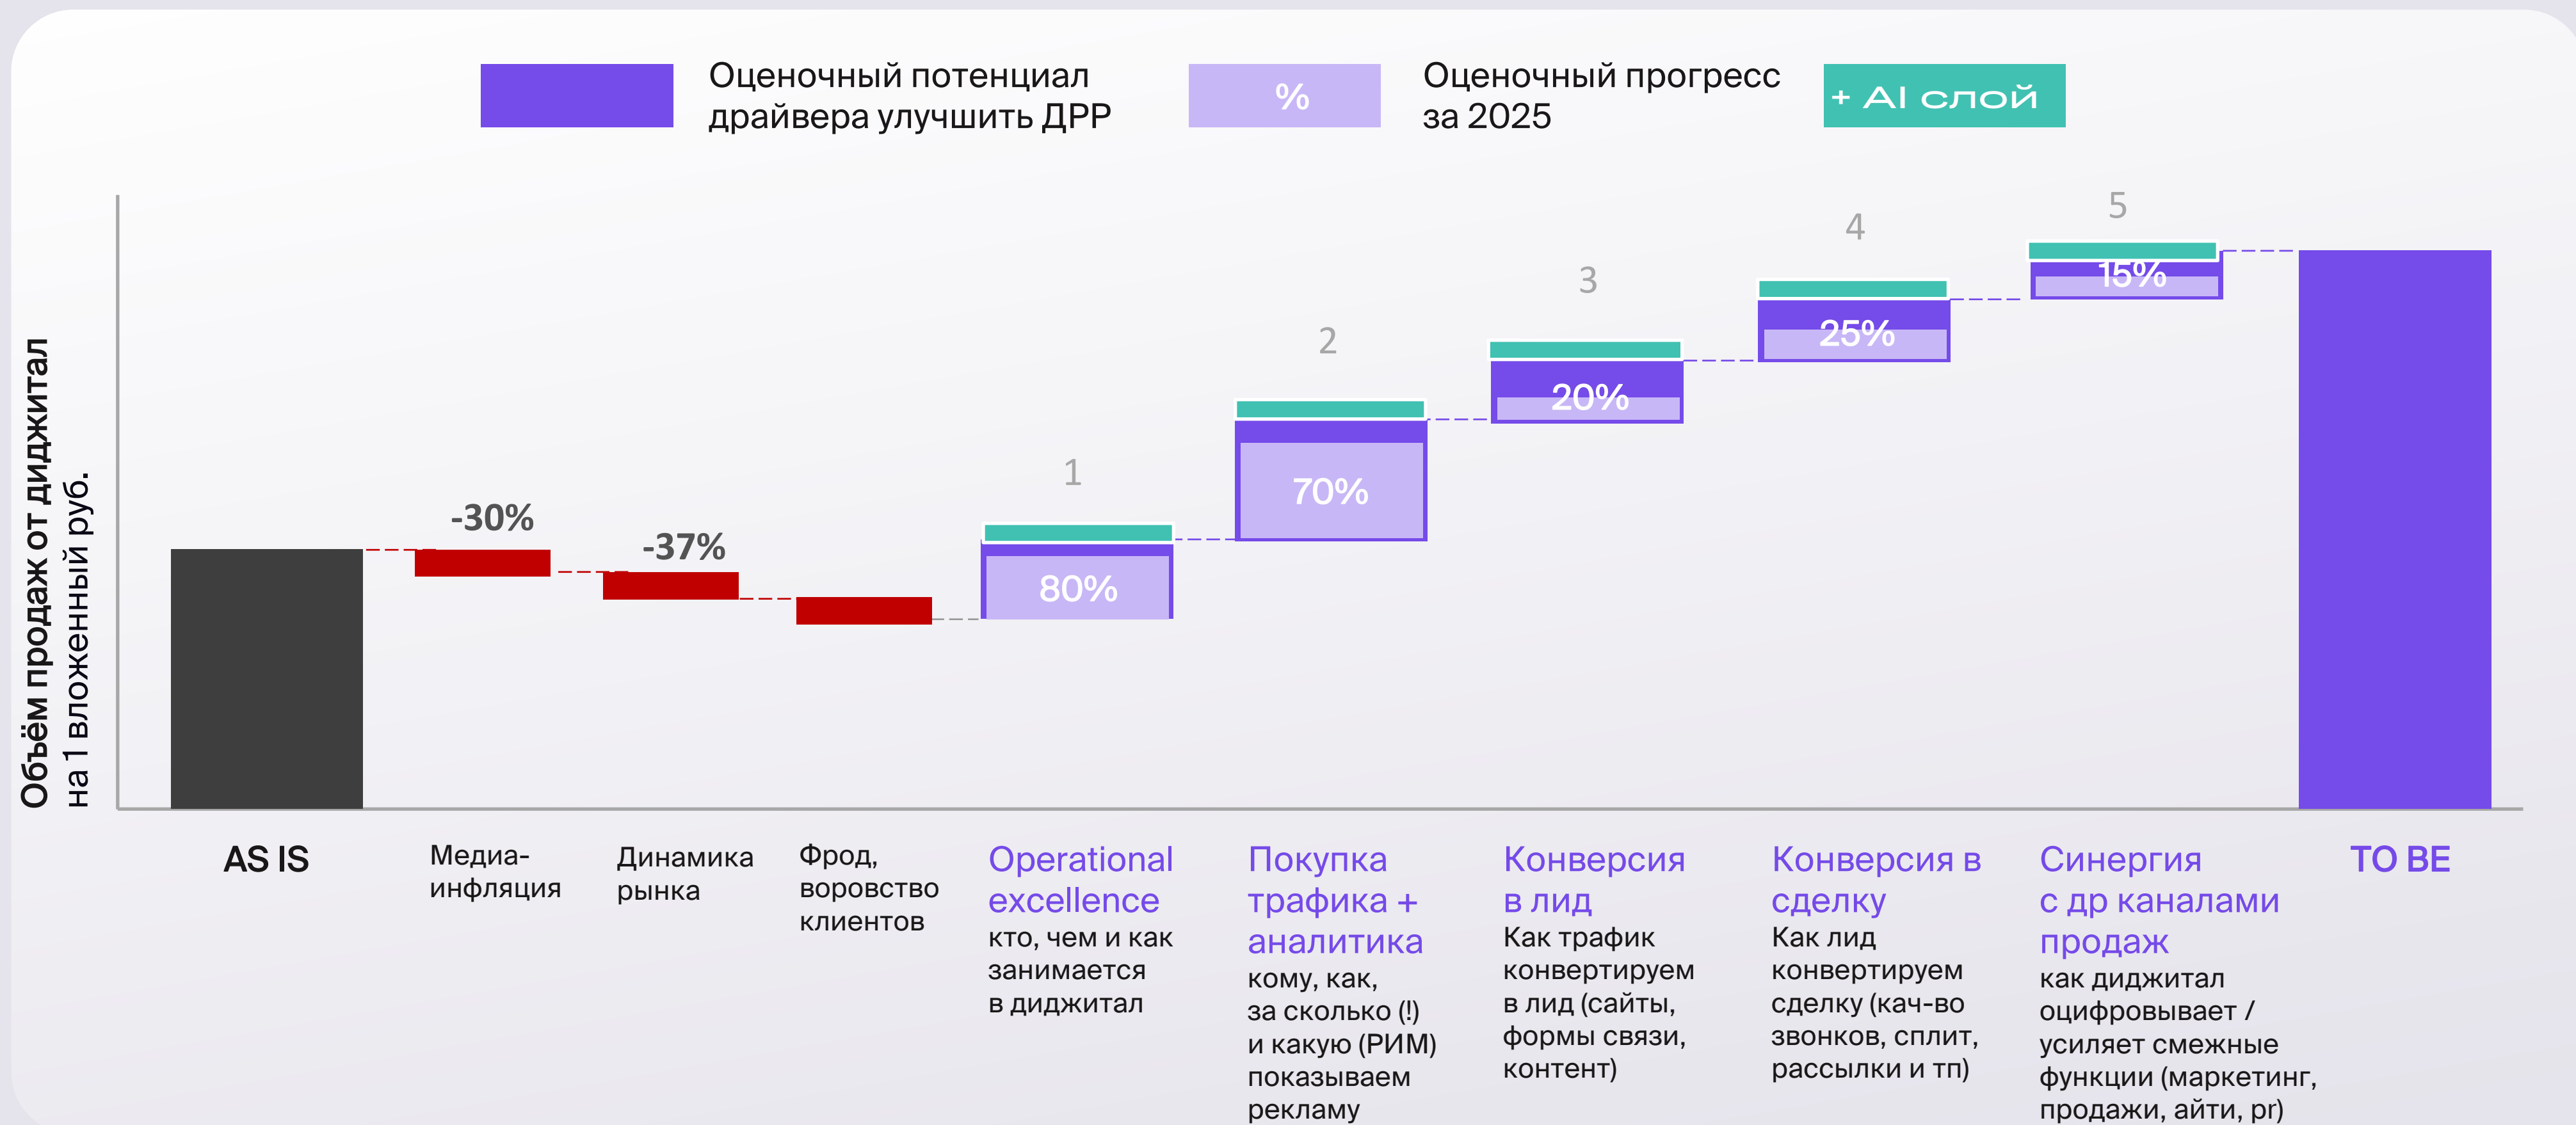 Оценочный потенциал
драйвера улучшить ДРР
%
Оценочный прогресс
за 2025
+ AI слой
Объём продаж от диджитал
на 1 вложенный руб.
-30%
-37%
1
80%
2
70%
3
20%
4
25%
5
15%
AS IS
Медиа-
инфляция
Динамика
рынка
Фрод,
воровство
клиентов
Operational
excellence
кто, чем и как
занимается
в диджитал
Покупка
трафика +
аналитика
кому, как,
за сколько (!)
и какую (РИМ)
показываем
рекламу
Конверсия
в лид
Как трафик
конвертируем
в лид (сайты,
формы связи,
контент)
Конверсия в
сделку
Как лид
конвертируем
сделку (кач-во
звонков, сплит,
рассылки и тп)
Синергия
с др каналами
продаж
как диджитал
оцифровывает /
усиляет смежные
функции (маркетинг,
продажи, айти, pr)
TO BE